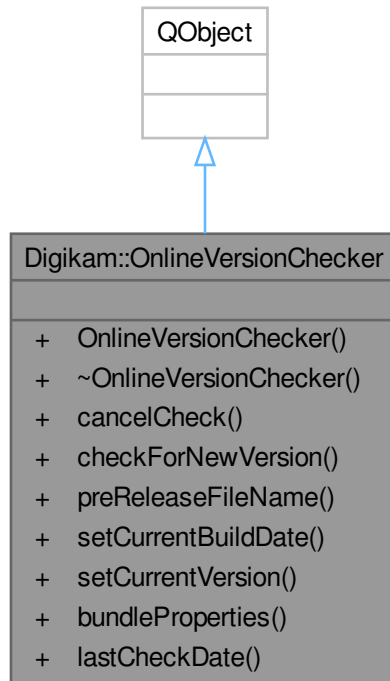 QObject
Digikam::OnlineVersionChecker
+ OnlineVersionChecker()
+ ~OnlineVersionChecker()
+ cancelCheck()
+ checkForNewVersion()
+ preReleaseFileName()
+ setCurrentBuildDate()
+ setCurrentVersion()
+ bundleProperties()
+ lastCheckDate()